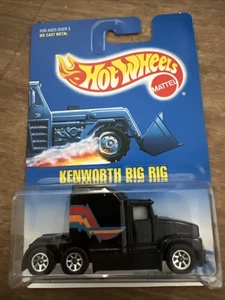 FOR AGES OVER 3
DIE CAST METAL
Hot Wheels
MATTEL
KENWORTH BIG RIG